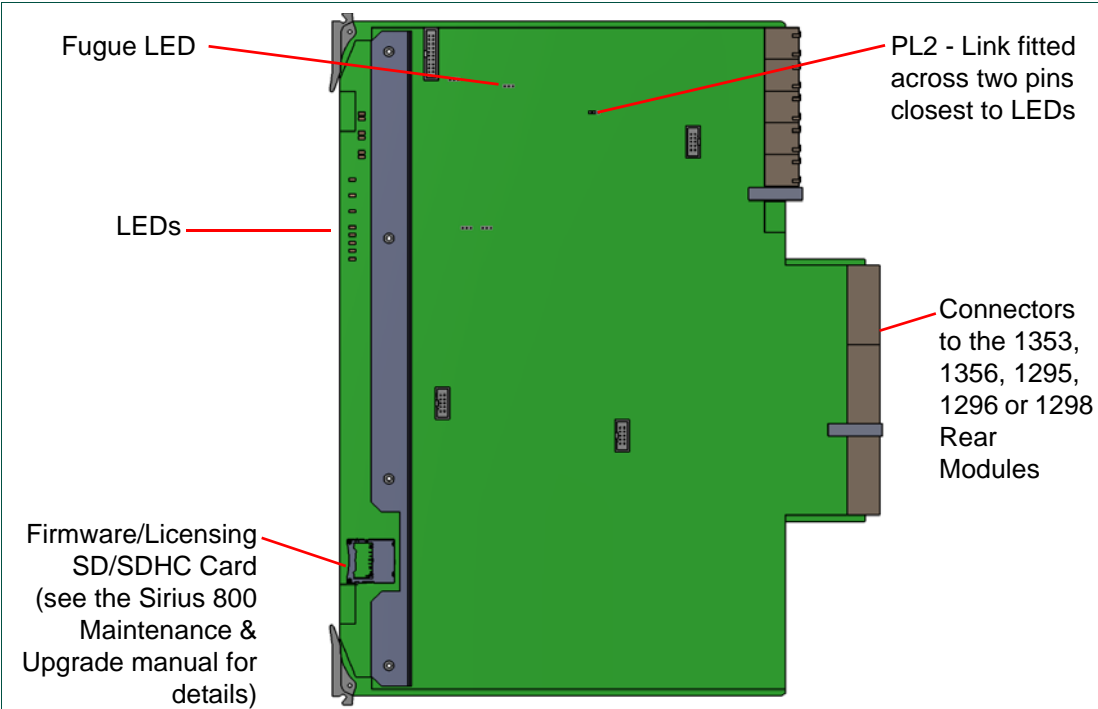 Fugue LED
PL2 - Link fitted
across two pins
closest to LEDs
LEDs
Connectors
to the 1353,
1356, 1295,
1296 or 1298
Rear
Modules
Firmware/Licensing
SD/SDHC Card
(see the Sirius 800
Maintenance &
Upgrade manual for
details)